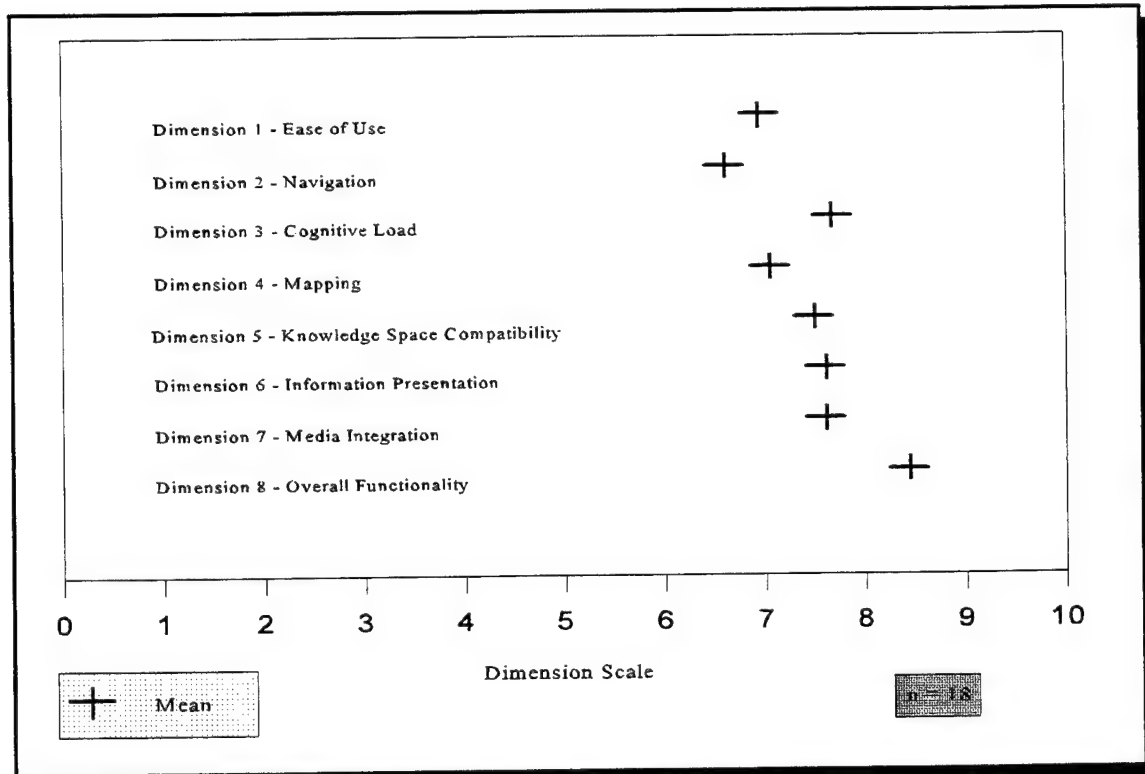 Dimension 1 - Ease of Use
Dimension 2 - Navigation
Dimension 3 - Cognitive Load
Dimension 4 - Mapping
Dimension 5 - Knowledge Space Compatibility
Dimension 6 - Information Presentation
Dimension 7 - Media Integration
Dimension 8 - Overall Functionality
0 1 2 3 4 5 6 7 8 9 10
Dimension Scale
Mean
n = 18